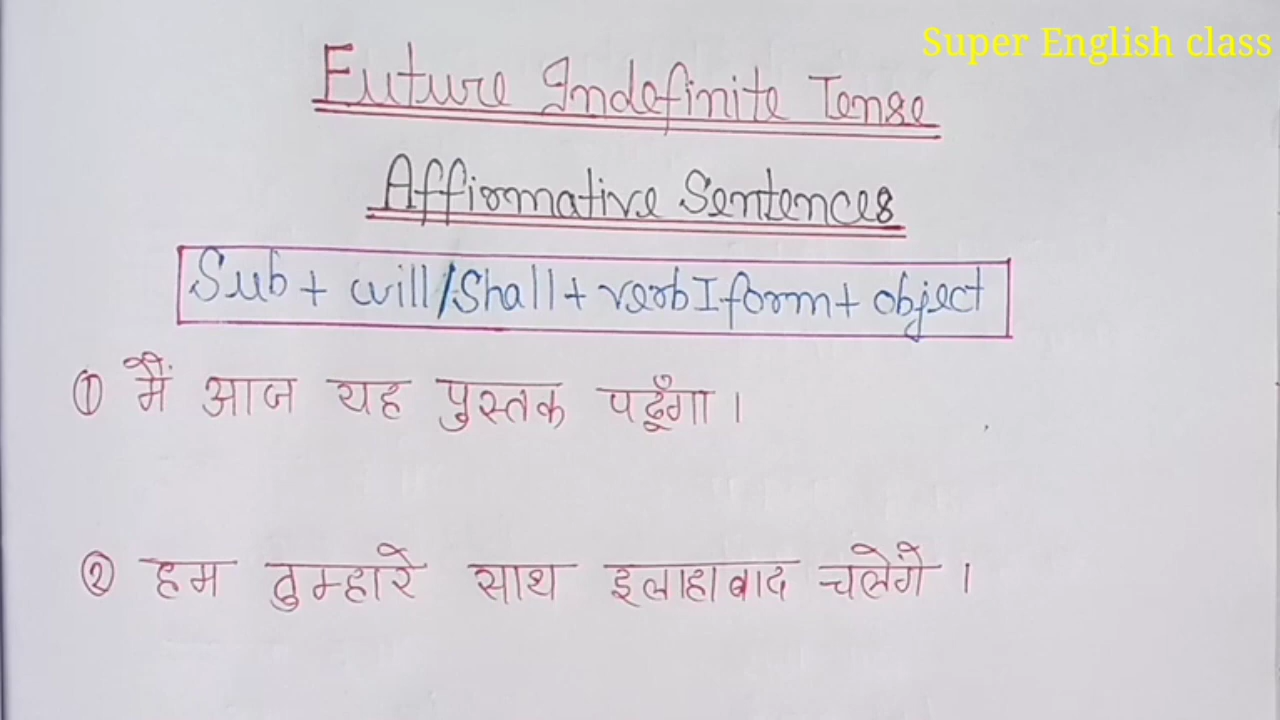 Super English class
Future Indefinite Tense
Affirmative Sentences
Sub + will/Shall + verb I form + object
① मैं आज यह पुस्तक पढूँगा।
② हम तुम्हारे साथ इलाहाबाद चलेगें।